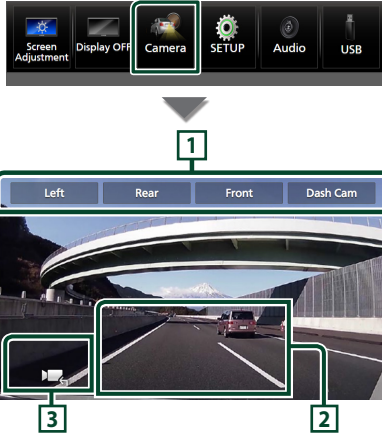 Screen
Adjustment
Display OFF
Camera
SETUP
Audio
USB
1
Left
Rear
Front
Dash Cam
3
2